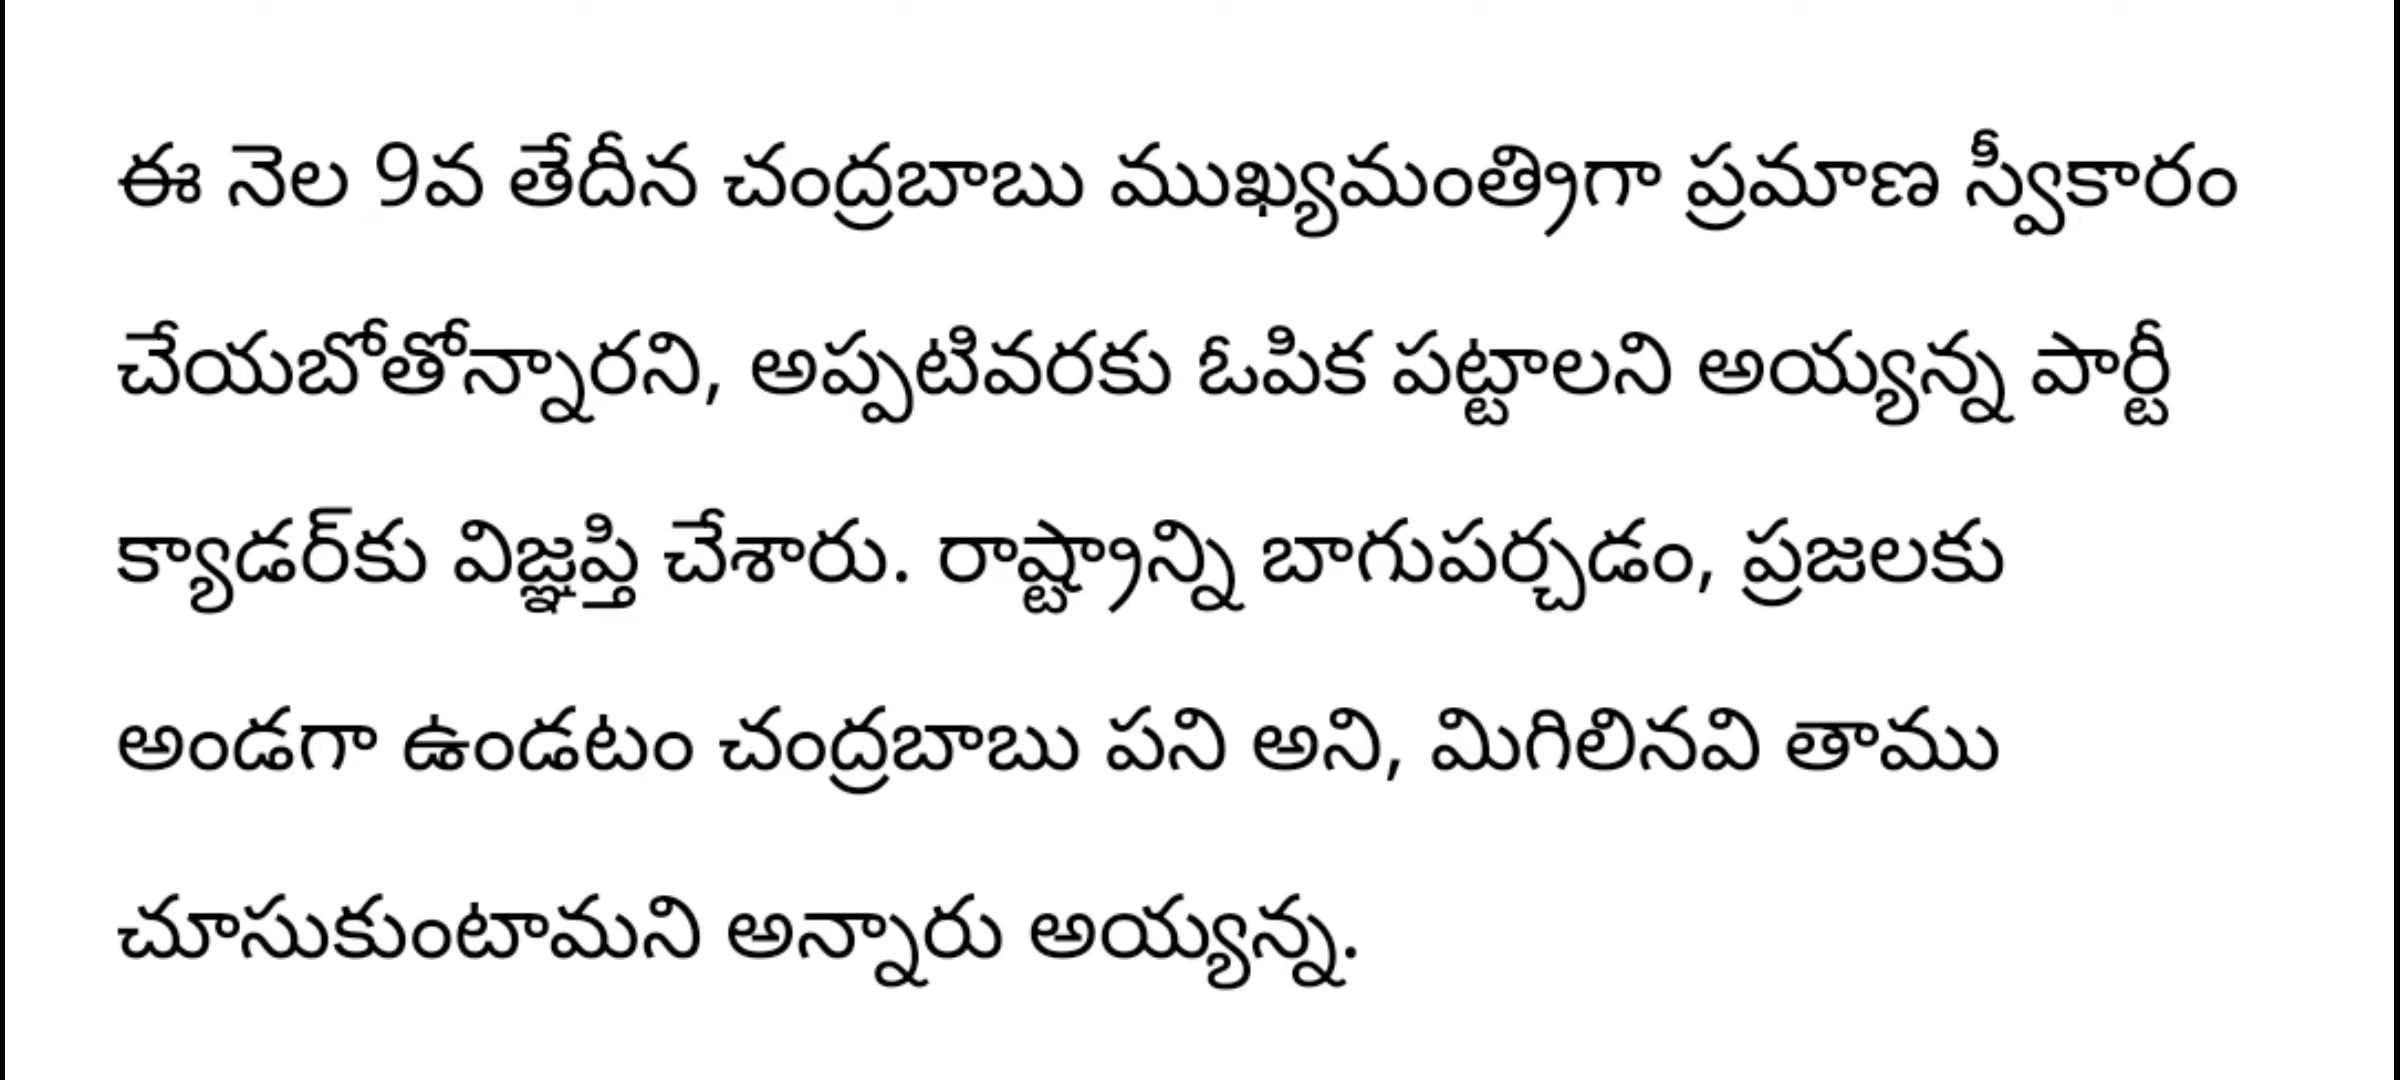 ఈ నెల 9వ తేదీన చంద్రబాబు ముఖ్యమంత్రిగా ప్రమాణ స్వీకారం
చేయబోతోన్నారని, అప్పటివరకు ఓపిక పట్టాలని అయ్యన్న పార్టీ
క్యాడర్‌కు విజ్ఞప్తి చేశారు. రాష్ట్రాన్ని బాగుపర్చడం, ప్రజలకు
అండగా ఉండటం చంద్రబాబు పని అని, మిగిలినవి తాము
చూసుకుంటామని అన్నారు అయ్యన్న.